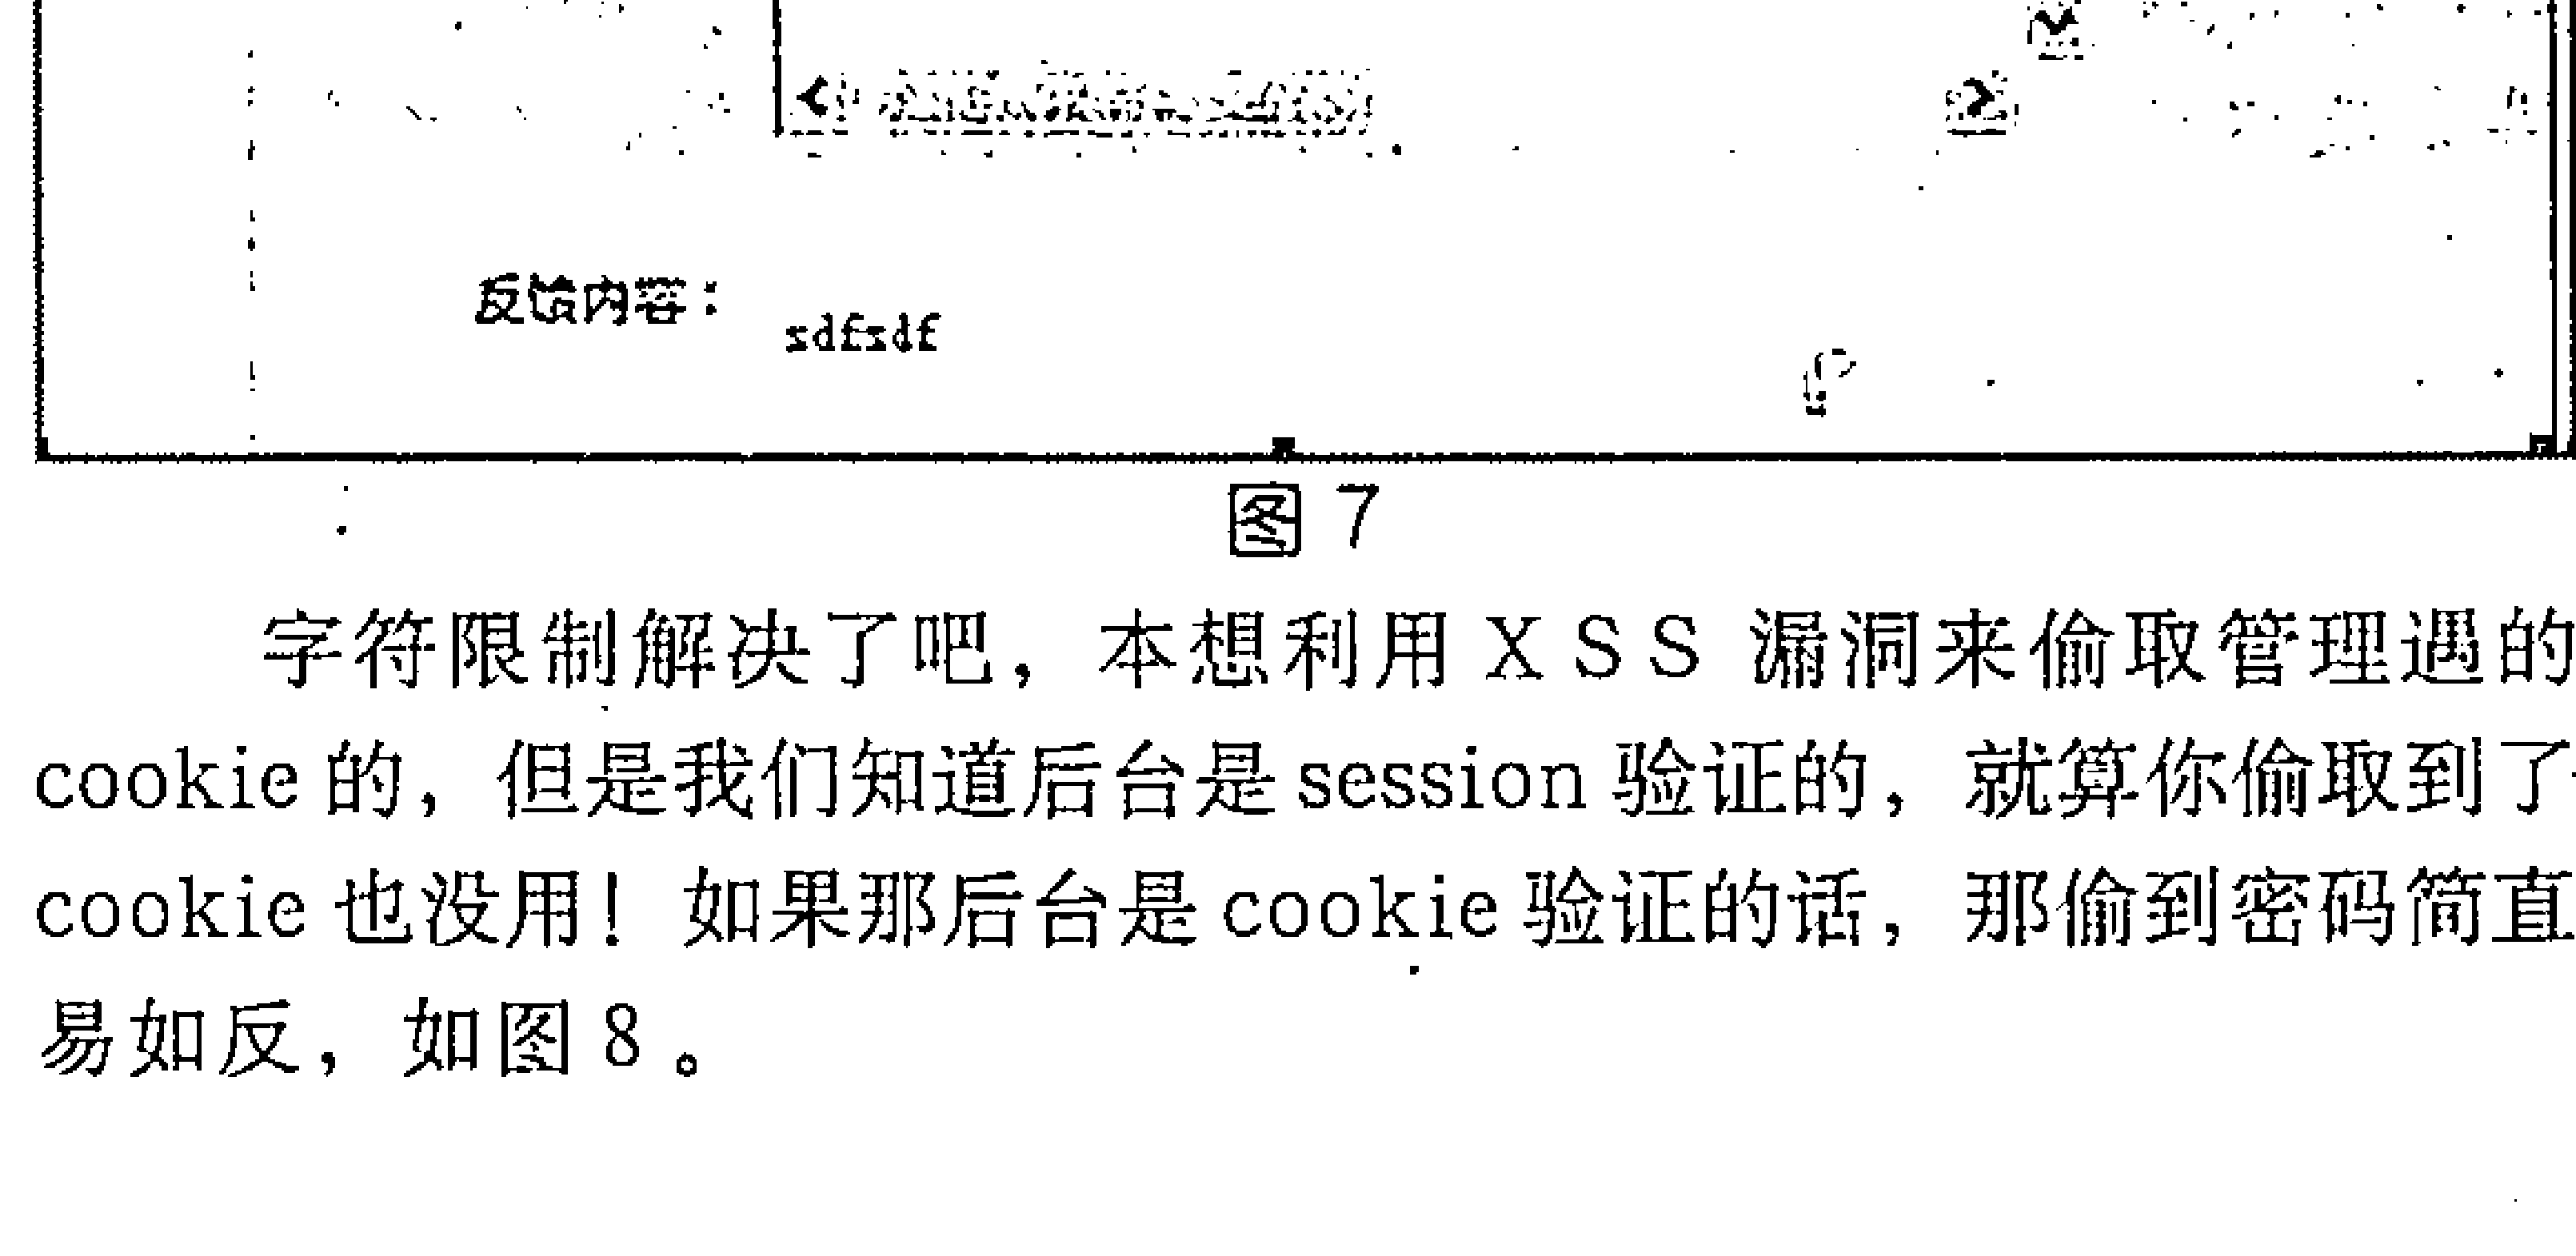 反馈内容：
sdfsdf
图 7
字符限制解决了吧，本想利用 XSS 漏洞来偷取管理遇的
cookie 的，但是我们知道后台是 session 验证的，就算你偷取到了
cookie 也没用！如果那后台是 cookie 验证的话，那偷到密码简直
易如反，如图 8。